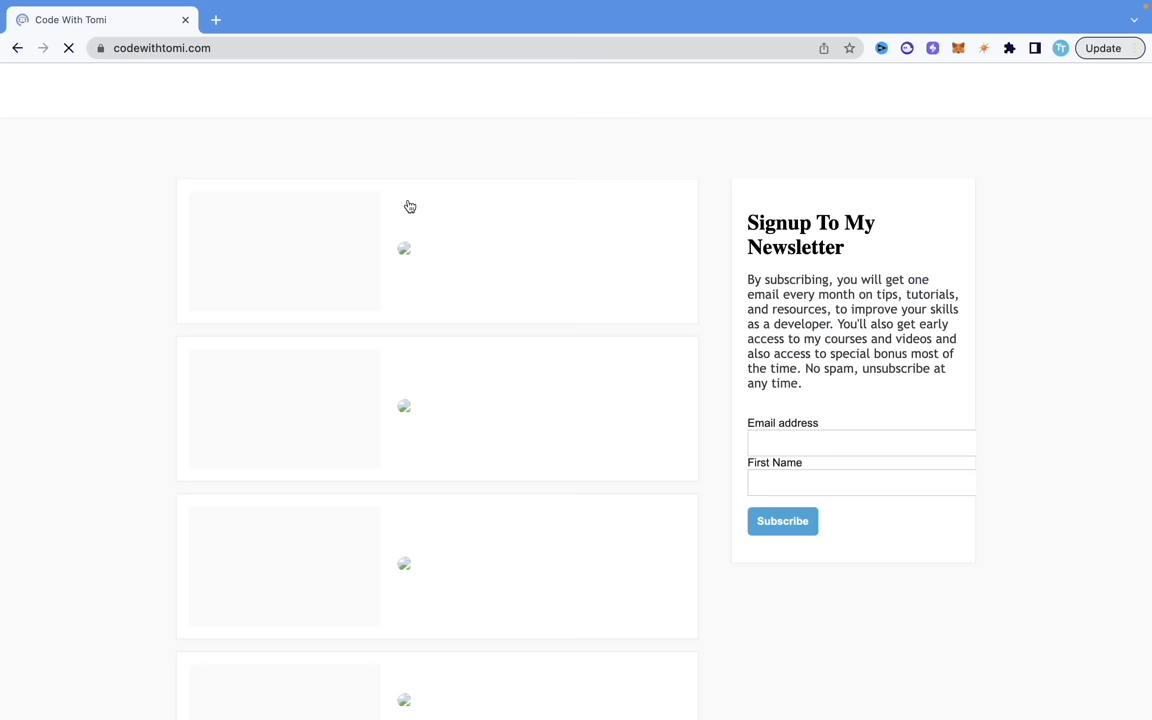 Code With Tomi
codewithtomi.com
TT
Update
Signup To My
Newsletter
By subscribing, you will get one
email every month on tips, tutorials,
and resources, to improve your skills
as a developer. You'll also get early
access to my courses and videos and
also access to special bonus most of
the time. No spam, unsubscribe at
any time.
Email address
First Name
Subscribe